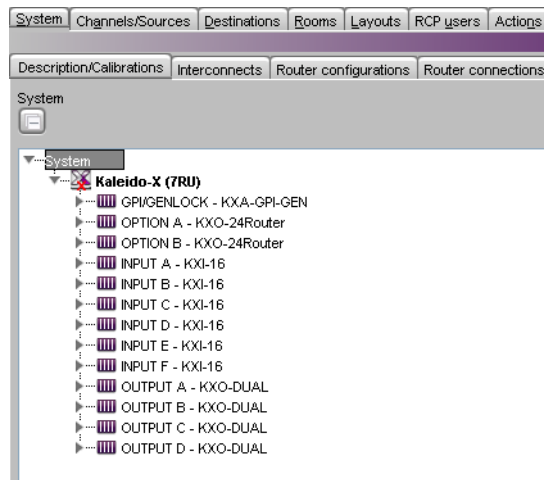 System Channels/Sources Destinations Rooms Layouts RCP users Actions
Description/Calibrations Interconnects Router configurations Router connections
System
System
Kaleido-X (7RU)
GPI/GENLOCK - KXA-GPI-GEN
OPTION A - KXO-24Router
OPTION B - KXO-24Router
INPUT A - KXI-16
INPUT B - KXI-16
INPUT C - KXI-16
INPUT D - KXI-16
INPUT E - KXI-16
INPUT F - KXI-16
OUTPUT A - KXO-DUAL
OUTPUT B - KXO-DUAL
OUTPUT C - KXO-DUAL
OUTPUT D - KXO-DUAL